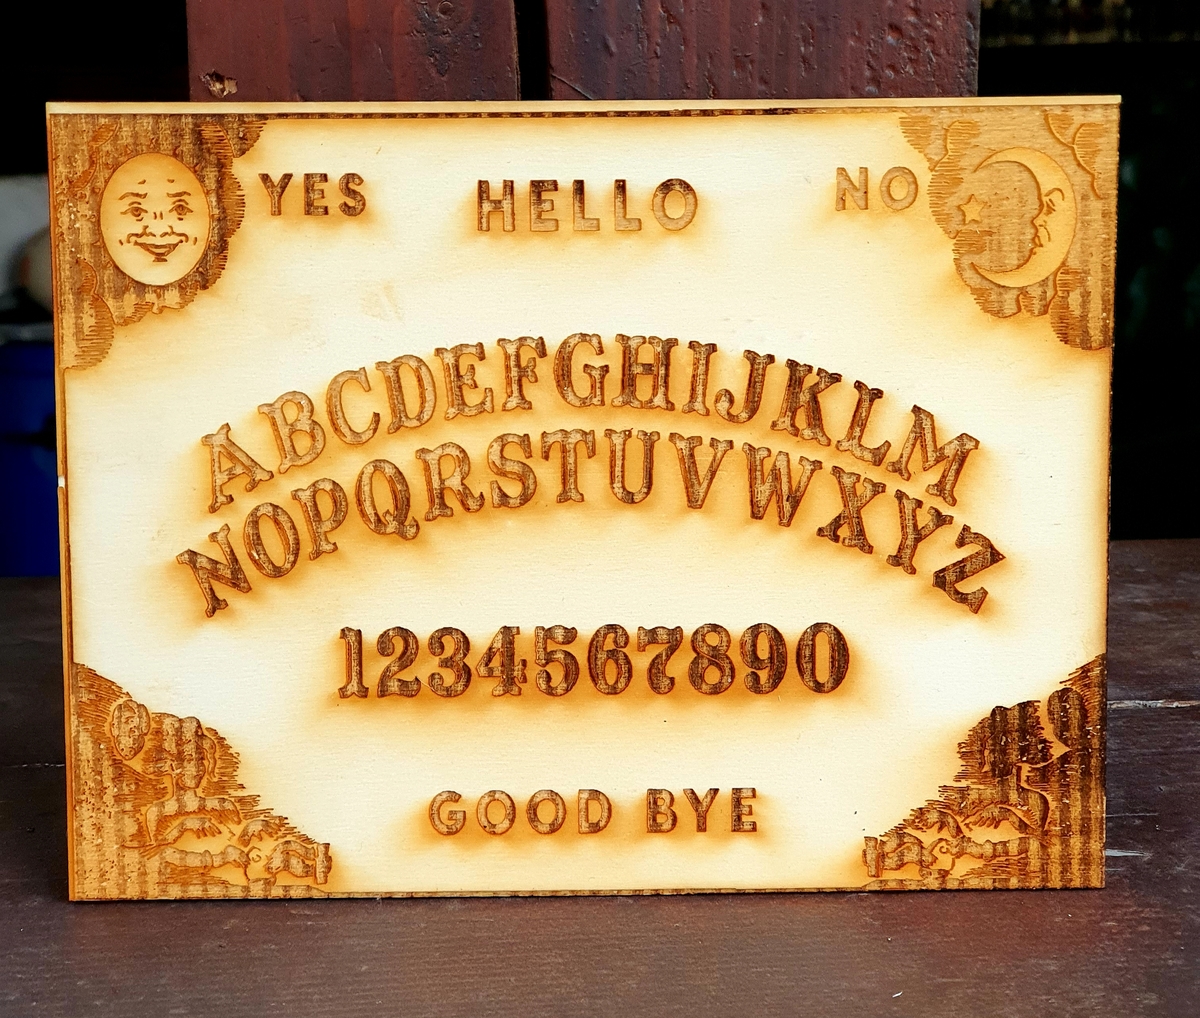 YES HELLO NO
ABCDEFGHIJKLM
NOPQRSTUVWXYZ
1234567890
GOOD BYE